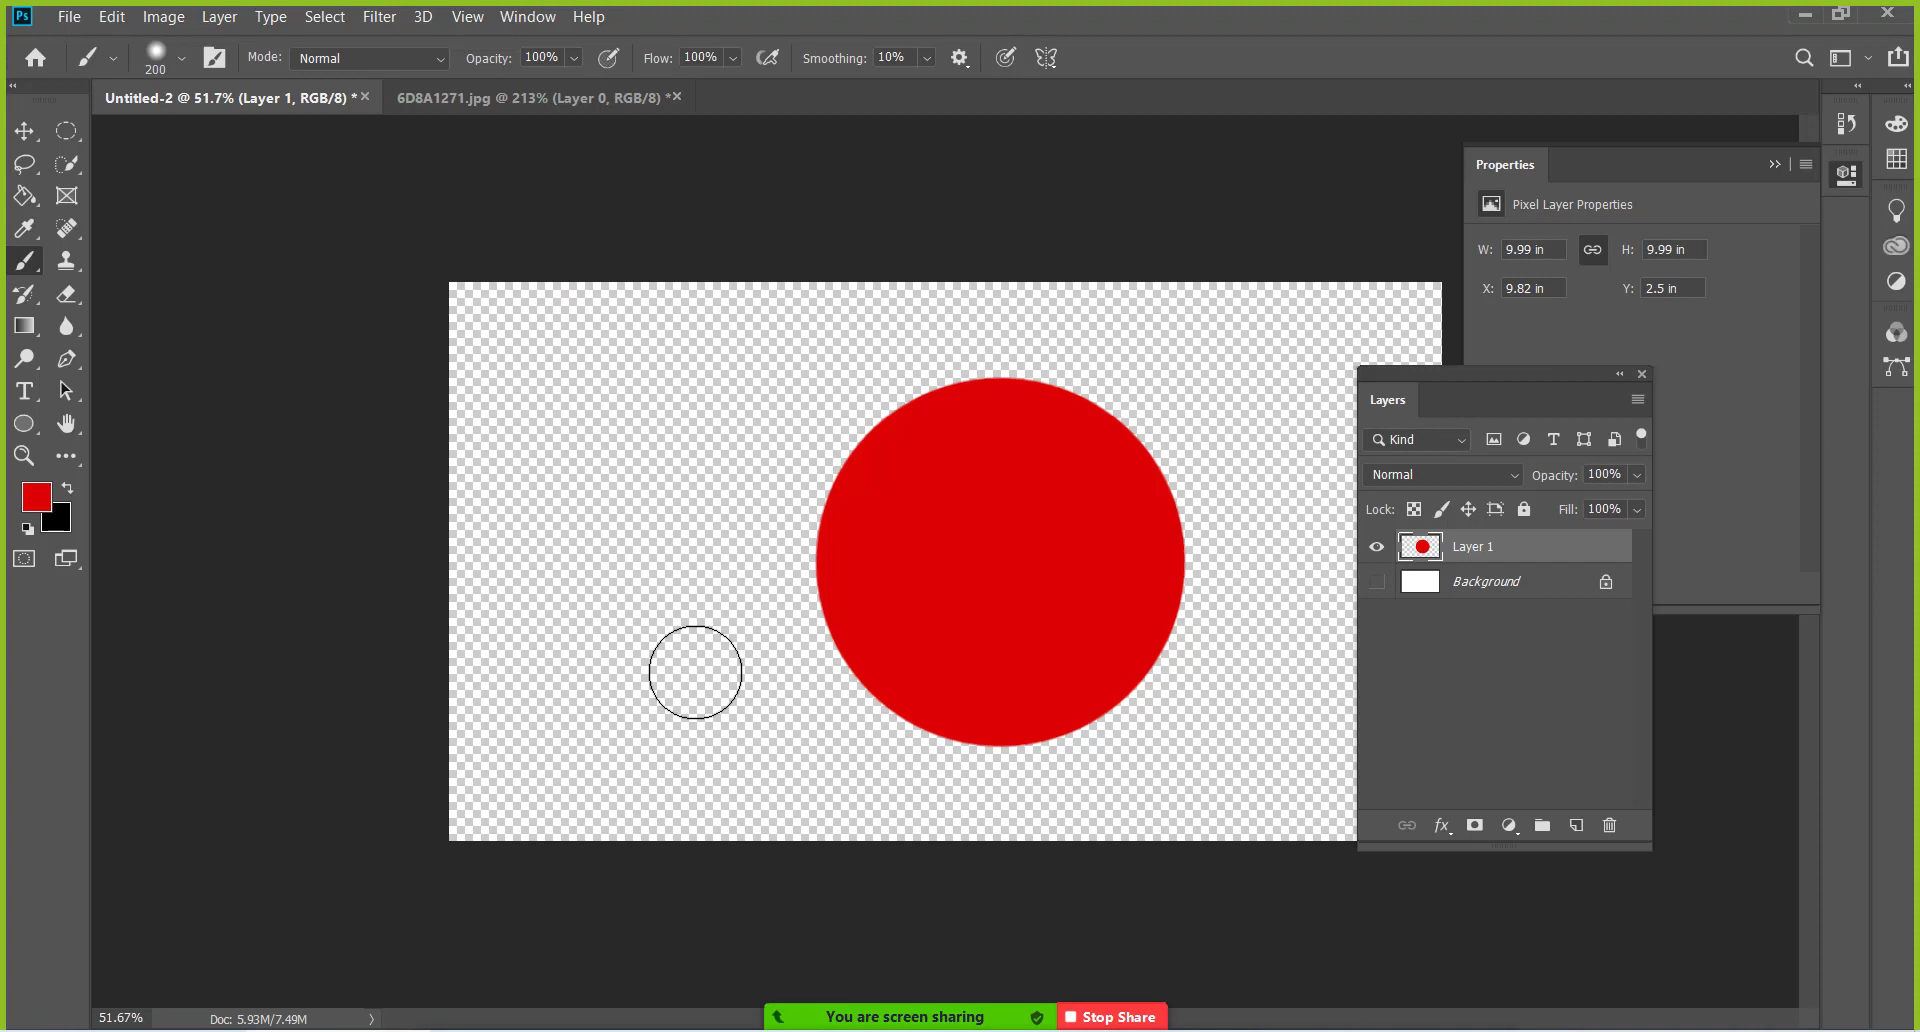 Ps File Edit Image Layer Type Select Filter 3D View Window Help
200 Mode: Normal Opacity: 100% Flow: 100% Smoothing: 10%
Untitled-2 @ 51.7% (Layer 1, RGB/8) * 6D8A1271.jpg @ 213% (Layer 0, RGB/8) *
Properties
Pixel Layer Properties
W: 9.99 in H: 9.99 in
X: 9.82 in Y: 2.5 in
Layers
Kind
Normal Opacity: 100%
Lock: Fill: 100%
Layer 1
Background
fx
51.67% Doc: 5.93M/7.49M
You are screen sharing Stop Share